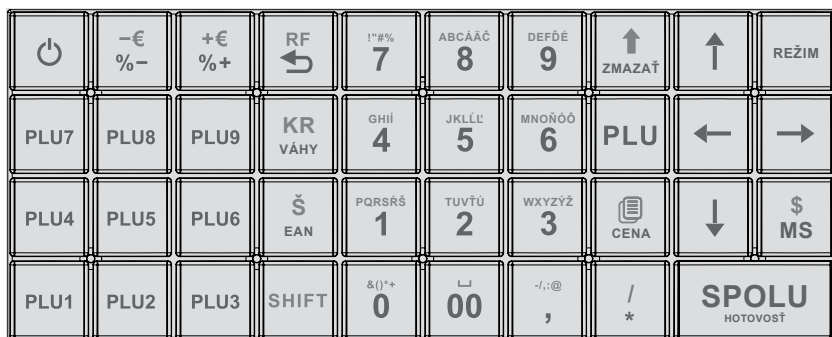 −€
%−
+€
%+
RF
!"#%
7
ABCÁÄČ
8
DEFĎÉ
9
ZMAZAŤ
REŽIM
PLU7
PLU8
PLU9
KR
VÁHY
GHIÍ
4
JKLĹĽ
5
MNOŇÓÔ
6
PLU
PLU4
PLU5
PLU6
Š
EAN
PQRSŔŠ
1
TUVŤÚ
2
WXYZÝŽ
3
CENA
$
MS
PLU1
PLU2
PLU3
SHIFT
&()*+
0
00
-/,:@
,
/
*
SPOLU
HOTOVOSŤ